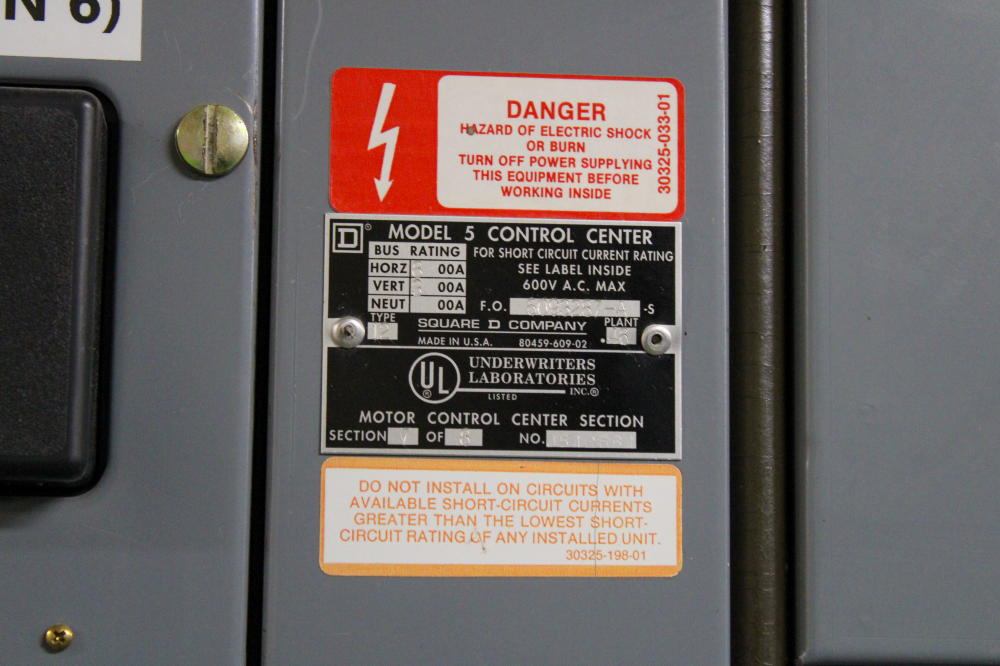 N 6)
DANGER
HAZARD OF ELECTRIC SHOCK
OR BURN
TURN OFF POWER SUPPLYING
THIS EQUIPMENT BEFORE
WORKING INSIDE
30325-033-01
D ® MODEL 5 CONTROL CENTER
BUS RATING FOR SHORT CIRCUIT CURRENT RATING
HORZ 00A SEE LABEL INSIDE
VERT 00A 600V A.C. MAX
NEUT 00A F.O. -S
TYPE 12 SQUARE D COMPANY PLANT
MADE IN U.S.A. 80459-609-02
UL ® UNDERWRITERS
LABORATORIES
INC.®
LISTED
MOTOR CONTROL CENTER SECTION
SECTION OF NO.
DO NOT INSTALL ON CIRCUITS WITH
AVAILABLE SHORT-CIRCUIT CURRENTS
GREATER THAN THE LOWEST SHORT-
CIRCUIT RATING OF ANY INSTALLED UNIT.
30325-198-01